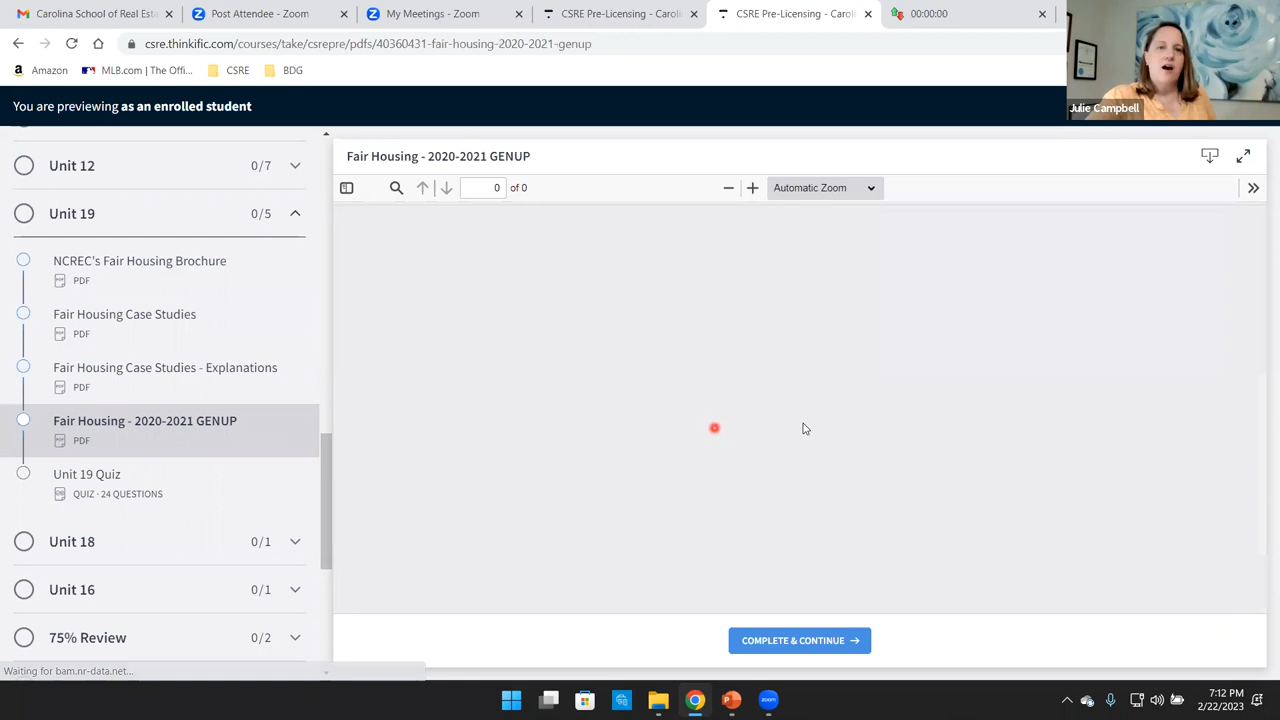 Carolina School of Real Estat
Post Attendee - Zoom
My Meetings - Zoom
CSRE Pre-Licensing - Carolin
CSRE Pre-Licensing - Carolin
00:00:00
csre.thinkific.com/courses/take/csrepre/pdfs/40360431-fair-housing-2020-2021-genup
Amazon
MLB.com | The Offi...
CSRE
BDG
Julie Campbell
You are previewing as an enrolled student
Unit 12
0/7
Unit 19
0/5
NCREC's Fair Housing Brochure
PDF
Fair Housing Case Studies
PDF
Fair Housing Case Studies - Explanations
PDF
Fair Housing - 2020-2021 GENUP
PDF
Unit 19 Quiz
QUIZ · 24 QUESTIONS
Unit 18
0/1
Unit 16
0/1
75% Review
0/2
Waiting for bam.nr-data.net...
Fair Housing - 2020-2021 GENUP
0 of 0
Automatic Zoom
COMPLETE & CONTINUE →
zoom
7:12 PM
2/22/2023